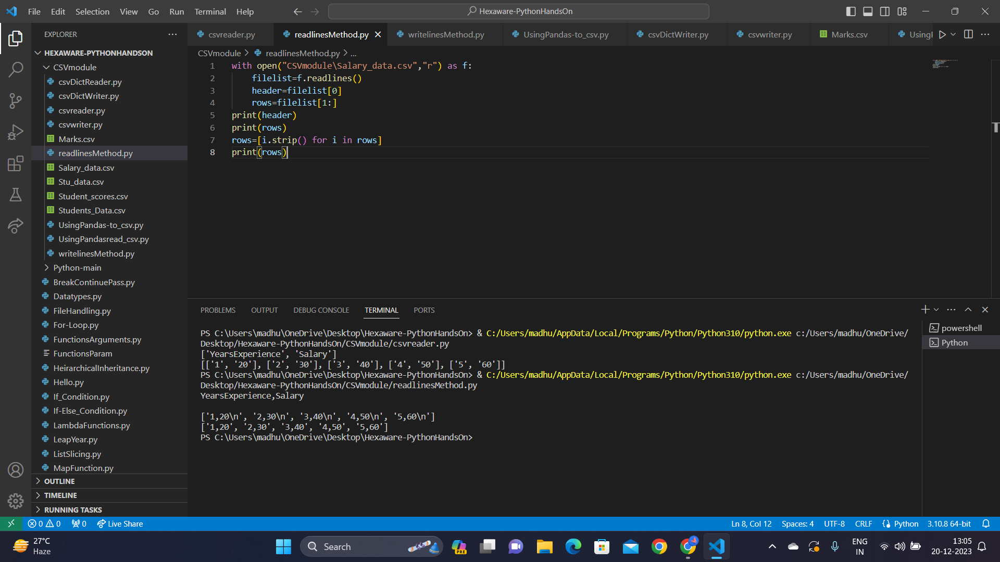 File Edit Selection View Go Run Terminal Help
Hexaware-PythonHandsOn
EXPLORER
HEXAWARE-PYTHONHANDSON
CSVmodule
csvDictReader.py
csvDictWriter.py
csvreader.py
csvwriter.py
Marks.csv
readlinesMethod.py
Salary_data.csv
Stu_data.csv
Student_scores.csv
Students_Data.csv
UsingPandas-to_csv.py
UsingPandasread_csv.py
writelinesMethod.py
Python-main
BreakContinuePass.py
Datatypes.py
FileHandling.py
For-Loop.py
FunctionsArguments.py
FunctionsParam
HeirarchicalInheritance.py
Hello.py
If_Condition.py
If-Else_Condition.py
LambdaFunctions.py
LeapYear.py
ListSlicing.py
MapFunction.py
OUTLINE
TIMELINE
RUNNING TASKS
csvreader.py readlinesMethod.py writelinesMethod.py UsingPandas-to_csv.py csvDictWriter.py csvwriter.py Marks.csv
CSVmodule > readlinesMethod.py > ...
1 with open("CSVmodule\Salary_data.csv","r") as f:
2     filelist=f.readlines()
3     header=filelist[0]
4     rows=filelist[1:]
5 print(header)
6 print(rows)
7 rows=[i.strip() for i in rows]
8 print(rows)
PROBLEMS OUTPUT DEBUG CONSOLE TERMINAL PORTS
powershell
Python
PS C:\Users\madhu\OneDrive\Desktop\Hexaware-PythonHandsOn> & C:/Users/madhu/AppData/Local/Programs/Python/Python310/python.exe c:/Users/madhu/OneDrive/
Desktop/Hexaware-PythonHandsOn/CSVmodule/csvreader.py
['YearsExperience', 'Salary']
[['1', '20'], ['2', '30'], ['3', '40'], ['4', '50'], ['5', '60']]
PS C:\Users\madhu\OneDrive\Desktop\Hexaware-PythonHandsOn> & C:/Users/madhu/AppData/Local/Programs/Python/Python310/python.exe c:/Users/madhu/OneDrive/
Desktop/Hexaware-PythonHandsOn/CSVmodule/readlinesMethod.py
YearsExperience,Salary
['1,20\n', '2,30\n', '3,40\n', '4,50\n', '5,60\n']
['1,20', '2,30', '3,40', '4,50', '5,60']
PS C:\Users\madhu\OneDrive\Desktop\Hexaware-PythonHandsOn>
0 0 0 Live Share
Ln 8, Col 12 Spaces: 4 UTF-8 CRLF Python 3.10.8 64-bit
27°C
Haze
Search
PRE
ENG
IN
13:05
20-12-2023